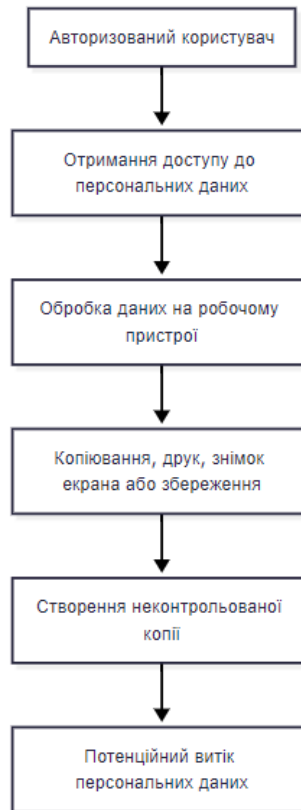 Авторизований користувач
Отримання доступу до
персональних даних
Обробка даних на робочому
пристрої
Копіювання, друк, знімок
екрана або збереження
Створення неконтрольованої
копії
Потенційний витік
персональних даних